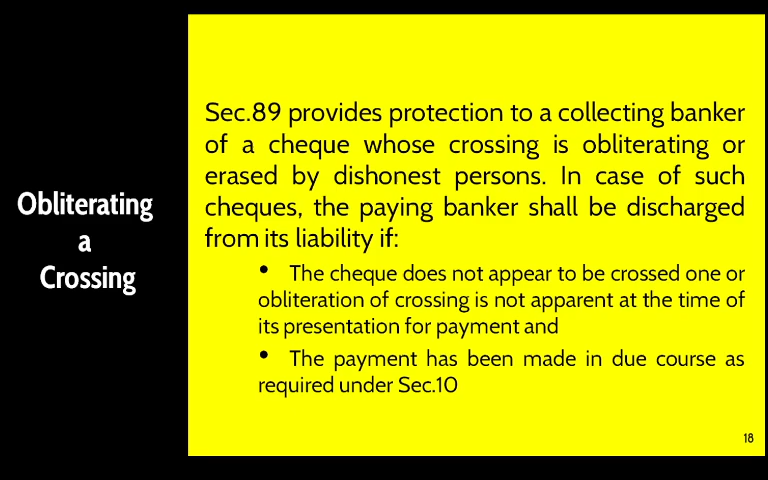 Obliterating
a
Crossing
Sec.89 provides protection to a collecting banker
of a cheque whose crossing is obliterating or
erased by dishonest persons. In case of such
cheques, the paying banker shall be discharged
from its liability if:
• The cheque does not appear to be crossed one or
obliteration of crossing is not apparent at the time of
its presentation for payment and
• The payment has been made in due course as
required under Sec.10
18